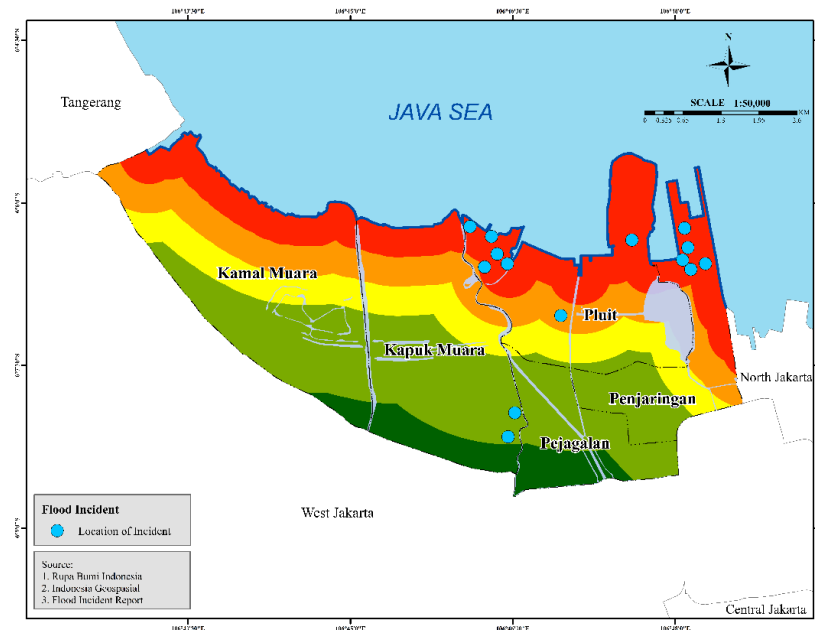 N
SCALE 1:50,000
KM
Tangerang
JAVA SEA
Kamal Muara
Pluit
Kapuk Muara
North Jakarta
Penjaringan
Pejagalan
West Jakarta
Flood Incident
Location of Incident
Source:
1. Rupa Bumi Indonesia
2. Indonesia Geospasial
3. Flood Incident Report
Central Jakarta